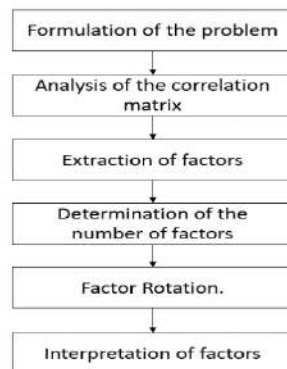 Formulation of the problem
Analysis of the correlation
matrix
Extraction of factors
Determination of the
number of factors
Factor Rotation.
Interpretation of factors